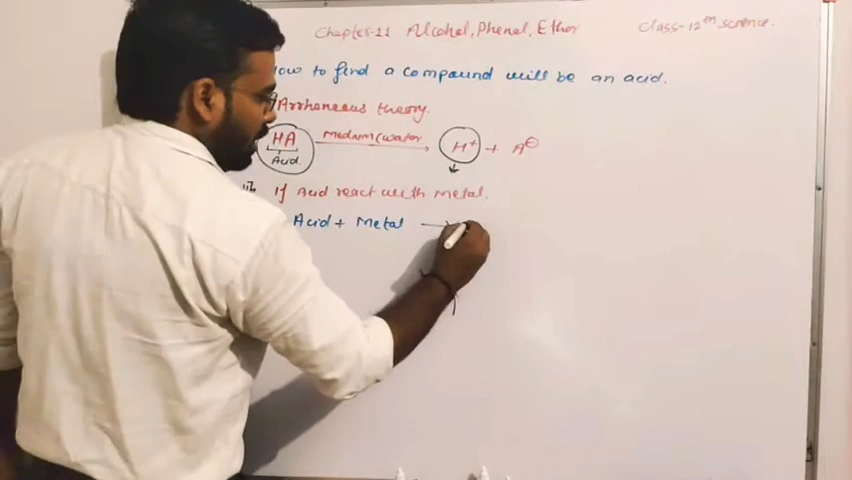 Chapter-11 Alcohol, Phenol, Ether Class-12th science.
How to find a compound will be an acid.
Arrheneous theory.
HA Medium (water H+ + A⊖
Acid.
If Acid react with Metal.
Acid + Metal →